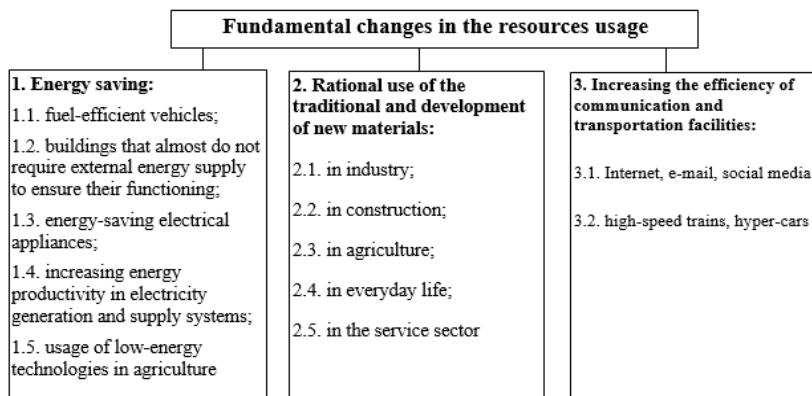 Fundamental changes in the resources usage
1. Energy saving:
1.1. fuel-efficient vehicles;
1.2. buildings that almost do not
require external energy supply
to ensure their functioning;
1.3. energy-saving electrical
appliances;
1.4. increasing energy
productivity in electricity
generation and supply systems;
1.5. usage of low-energy
technologies in agriculture
2. Rational use of the
traditional and development
of new materials:
2.1. in industry;
2.2. in construction;
2.3. in agriculture;
2.4. in everyday life;
2.5. in the service sector
3. Increasing the efficiency of
communication and
transportation facilities:
3.1. Internet, e-mail, social media
3.2. high-speed trains, hyper-cars